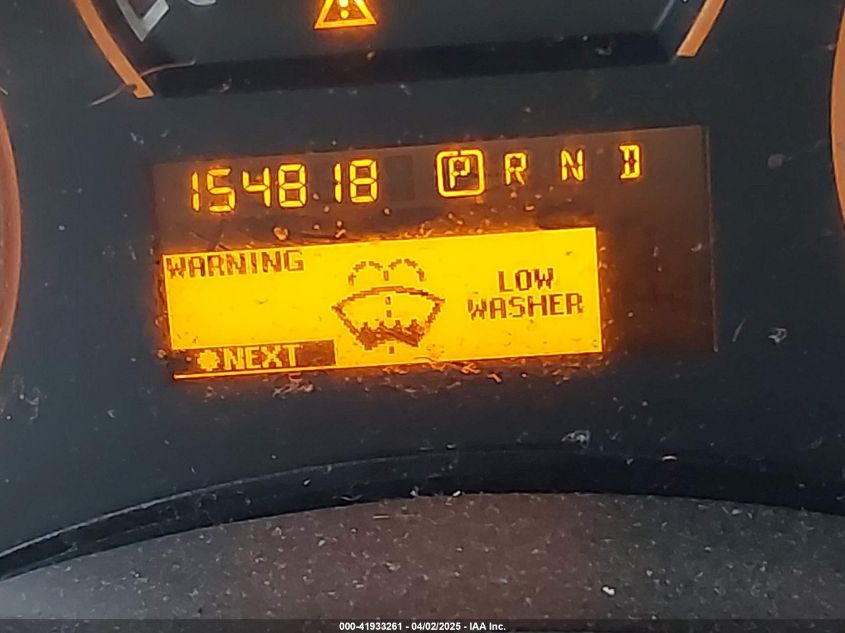 154818 P R N D
WARNING
LOW
WASHER
NEXT
000-41933261 - 04/02/2025 - IAA Inc.